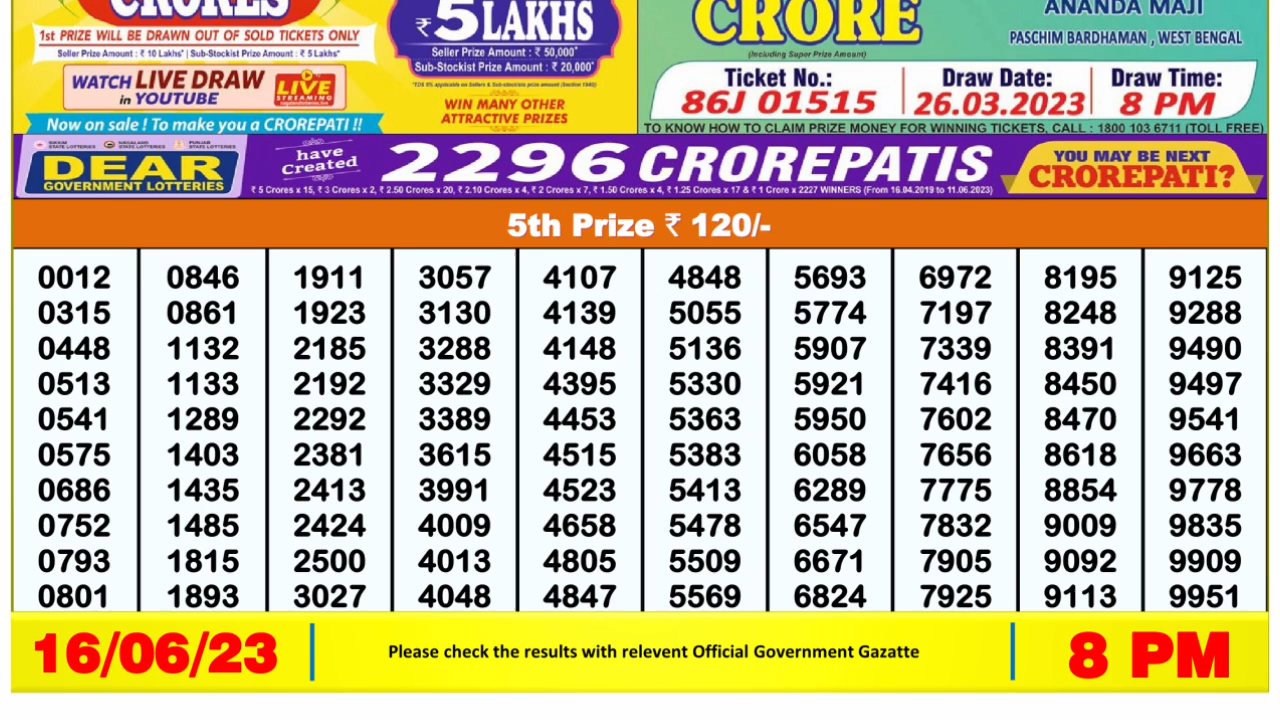 CRORES
1st PRIZE WILL BE DRAWN OUT OF SOLD TICKETS ONLY
Seller Prize Amount : ₹ 10 Lakhs* | Sub-Stockist Prize Amount : ₹ 5 Lakhs*
WATCH LIVE DRAW
in YOUTUBE
LIVE
STREAMING
Now on sale ! To make you a CROREPATI !!
₹5 LAKHS
Seller Prize Amount : ₹ 50,000*
Sub-Stockist Prize Amount : ₹ 20,000*
WIN MANY OTHER
ATTRACTIVE PRIZES
CRORE
(Including Super Prize Amount)
ANANDA MAJI
PASCHIM BARDHAMAN , WEST BENGAL
Ticket No.: Draw Date: Draw Time:
86J 01515 26.03.2023 8 PM
TO KNOW HOW TO CLAIM PRIZE MONEY FOR WINNING TICKETS, CALL : 1800 103 6711 (TOLL FREE)
SIKKIM STATE LOTTERIES NAGALAND STATE LOTTERIES PUNJAB STATE LOTTERIES
DEAR
GOVERNMENT LOTTERIES
have
Created
2296 CROREPATIS
₹ 5 Crores x 15, ₹ 3 Crores x 2, ₹ 2.50 Crores x 20, ₹ 2.10 Crores x 4, ₹ 2 Crores x 7, ₹ 1.50 Crores x 4, ₹ 1.25 Crores x 17 & ₹ 1 Crore x 2227 WINNERS (From 16.04.2019 to 11.06.2023)
YOU MAY BE NEXT
CROREPATI?
5th Prize ₹ 120/-
0012 0846 1911 3057 4107 4848 5693 6972 8195 9125
0315 0861 1923 3130 4139 5055 5774 7197 8248 9288
0448 1132 2185 3288 4148 5136 5907 7339 8391 9490
0513 1133 2192 3329 4395 5330 5921 7416 8450 9497
0541 1289 2292 3389 4453 5363 5950 7602 8470 9541
0575 1403 2381 3615 4515 5383 6058 7656 8618 9663
0686 1435 2413 3991 4523 5413 6289 7775 8854 9778
0752 1485 2424 4009 4658 5478 6547 7832 9009 9835
0793 1815 2500 4013 4805 5509 6671 7905 9092 9909
0801 1893 3027 4048 4847 5569 6824 7925 9113 9951
16/06/23 Please check the results with relevent Official Government Gazatte 8 PM